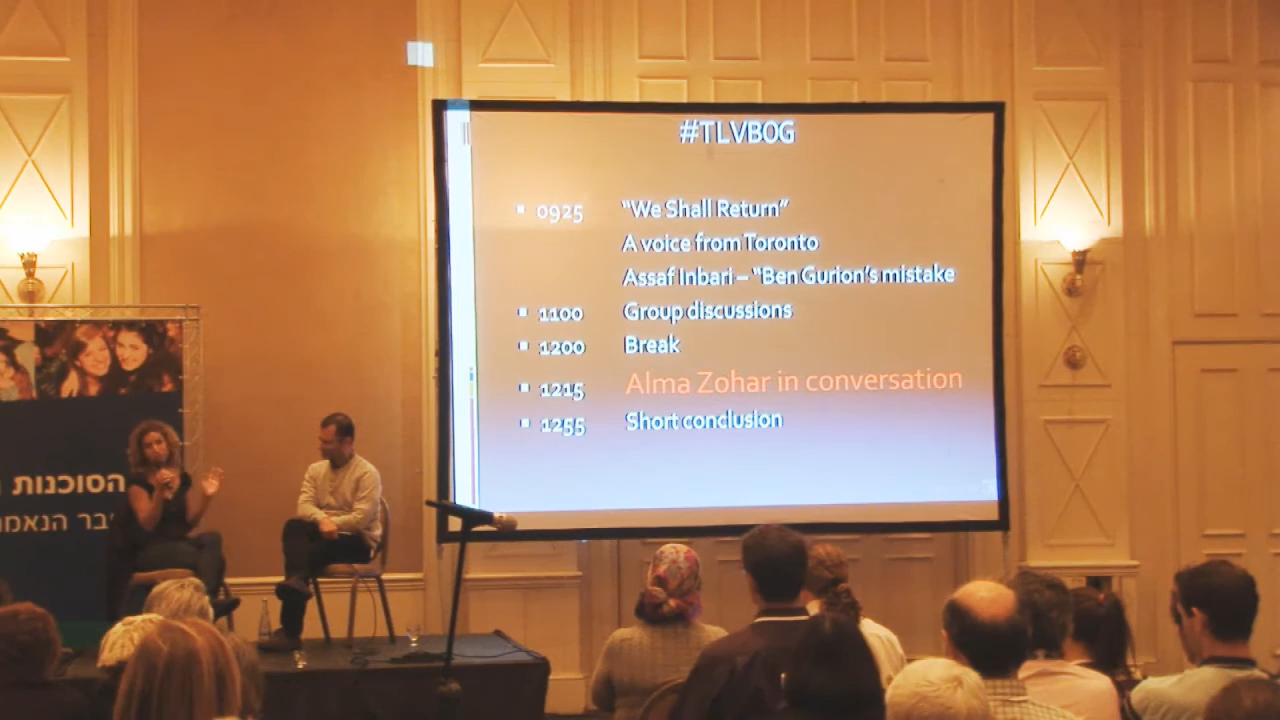 #TLVBOG
▪ 0925 “We Shall Return”
A voice from Toronto
Assaf Inbari – “Ben Gurion’s mistake
▪ 1100 Group discussions
▪ 1200 Break
▪ 1215 Alma Zohar in conversation
▪ 1255 Short conclusion
הסוכנות